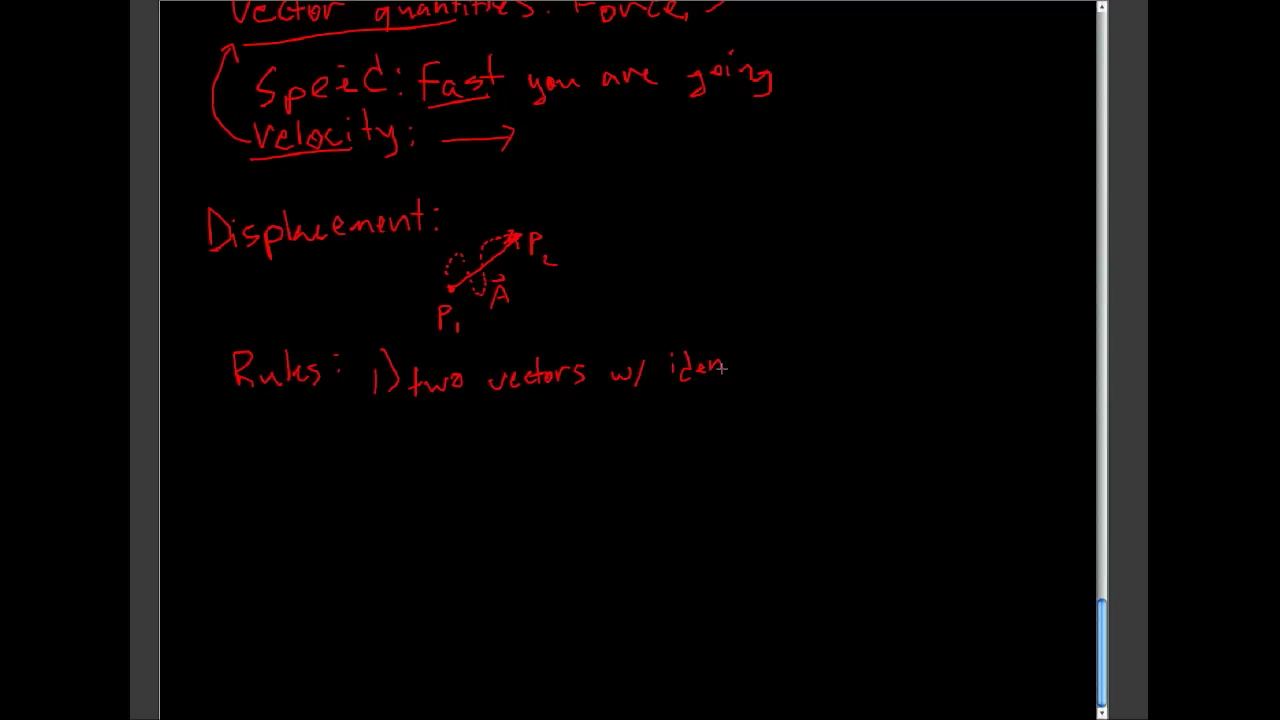 Vector quantities: Force,
Speed: Fast you are going
Velocity:
Displacement:
P2
A
P1
Rules: 1) two vectors w/ iden